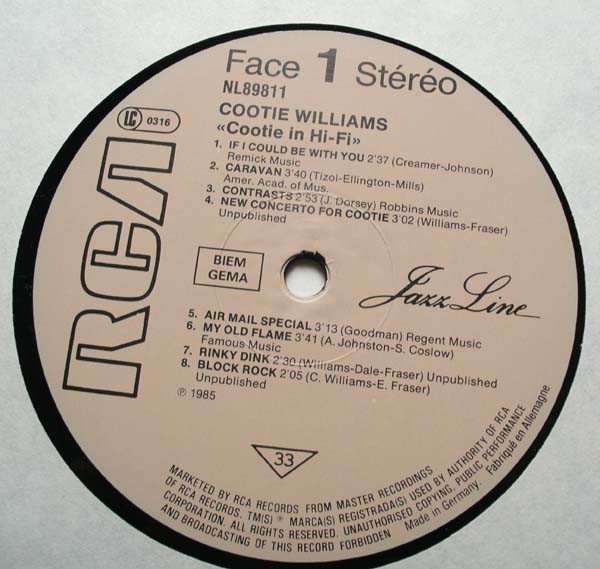 Face 1 Stéréo
NL89811
LC 0316
COOTIE WILLIAMS
«Cootie in Hi-Fi»
1. IF I COULD BE WITH YOU 2'37 (Creamer-Johnson)
Remick Music
2. CARAVAN 3'40 (Tizol-Ellington-Mills)
Amer. Acad. of Mus.
3. CONTRASTS 2'53 (J. Dorsey) Robbins Music
4. NEW CONCERTO FOR COOTIE 3'02 (Williams-Fraser)
Unpublished
RCA
BIEM
GEMA
Jazz Line
5. AIR MAIL SPECIAL 3'13 (Goodman) Regent Music
6. MY OLD FLAME 3'41 (A. Johnston-S. Coslow)
Famous Music
7. RINKY DINK 2'30 (Williams-Dale-Fraser) Unpublished
8. BLOCK ROCK 2'05 (C. Williams-E. Fraser)
Unpublished
℗ 1985
33
MARKETED BY RCA RECORDS FROM MASTER RECORDINGS
OF RCA RECORDS. TM(S) ® MARCA(S) REGISTRADA(S) USED BY AUTHORITY OF RCA
CORPORATION. ALL RIGHTS RESERVED. UNAUTHORISED COPYING, PUBLIC PERFORMANCE
AND BROADCASTING OF THIS RECORD FORBIDDEN
Made in Germany. Fabriqué en Allemagne